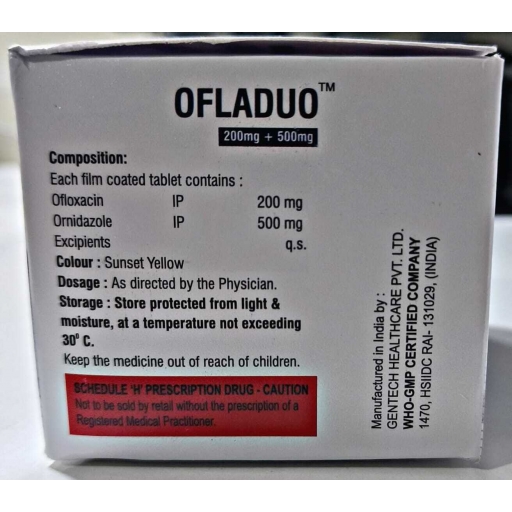 OFLADUO™
200mg + 500mg
Composition:
Each film coated tablet contains :
Ofloxacin IP 200 mg
Ornidazole IP 500 mg
Excipients q.s.
Colour : Sunset Yellow
Dosage : As directed by the Physician.
Storage : Store protected from light &
moisture, at a temperature not exceeding
30⁰ C.
Keep the medicine out of reach of children.
SCHEDULE 'H' PRESCRIPTION DRUG - CAUTION
Not to be sold by retail without the prescription of a
Registered Medical Practitioner.
Manufactured in India by :
GENTECH HEALTHCARE PVT. LTD.
WHO-GMP CERTIFIED COMPANY
1470, HSIIDC RAI- 131029, (INDIA)